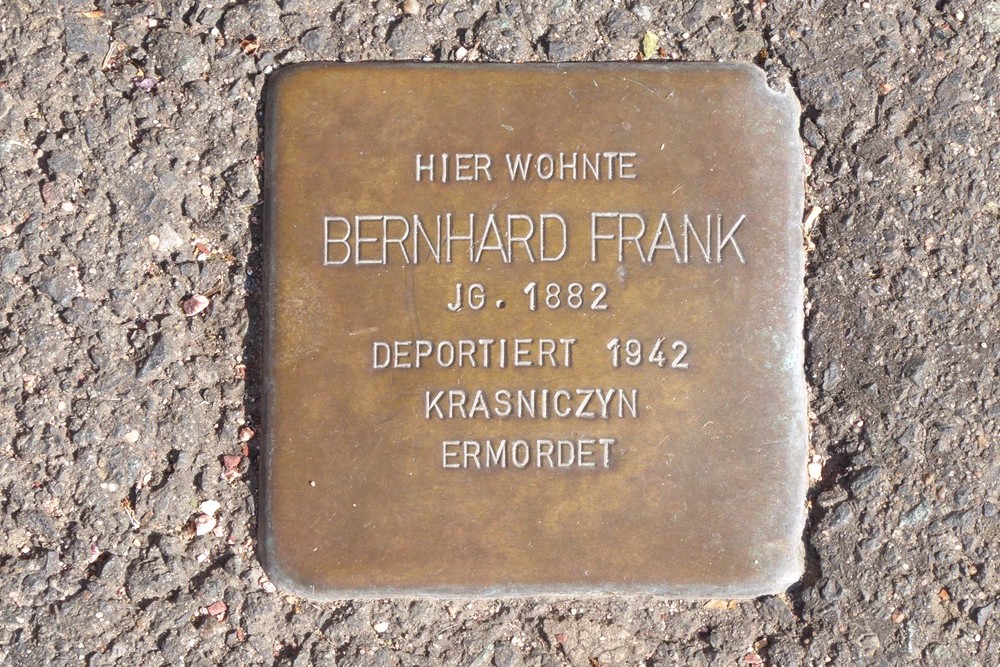 HIER WOHNTE
BERNHARD FRANK
JG. 1882
DEPORTIERT 1942
KRASNICZYN
ERMORDET